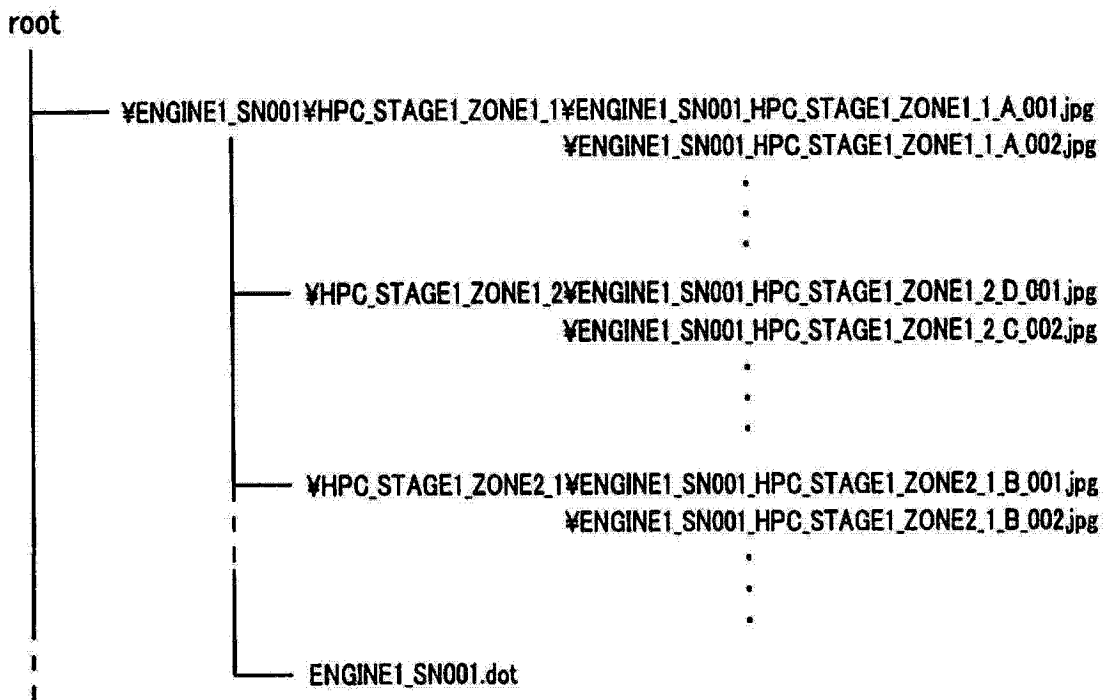 root
¥ENGINE1_SN001¥HPC_STAGE1_ZONE1_1¥ENGINE1_SN001_HPC_STAGE1_ZONE1_1_A_001.jpg
¥ENGINE1_SN001_HPC_STAGE1_ZONE1_1_A_002.jpg
¥HPC_STAGE1_ZONE1_2¥ENGINE1_SN001_HPC_STAGE1_ZONE1_2_D_001.jpg
¥ENGINE1_SN001_HPC_STAGE1_ZONE1_2_C_002.jpg
¥HPC_STAGE1_ZONE2_1¥ENGINE1_SN001_HPC_STAGE1_ZONE2_1_B_001.jpg
¥ENGINE1_SN001_HPC_STAGE1_ZONE2_1_B_002.jpg
ENGINE1_SN001.dot